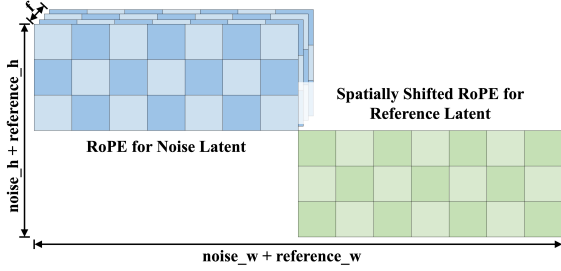 f
noise_h + reference_h
RoPE for Noise Latent
Spatially Shifted RoPE for
Reference Latent
noise_w + reference_w